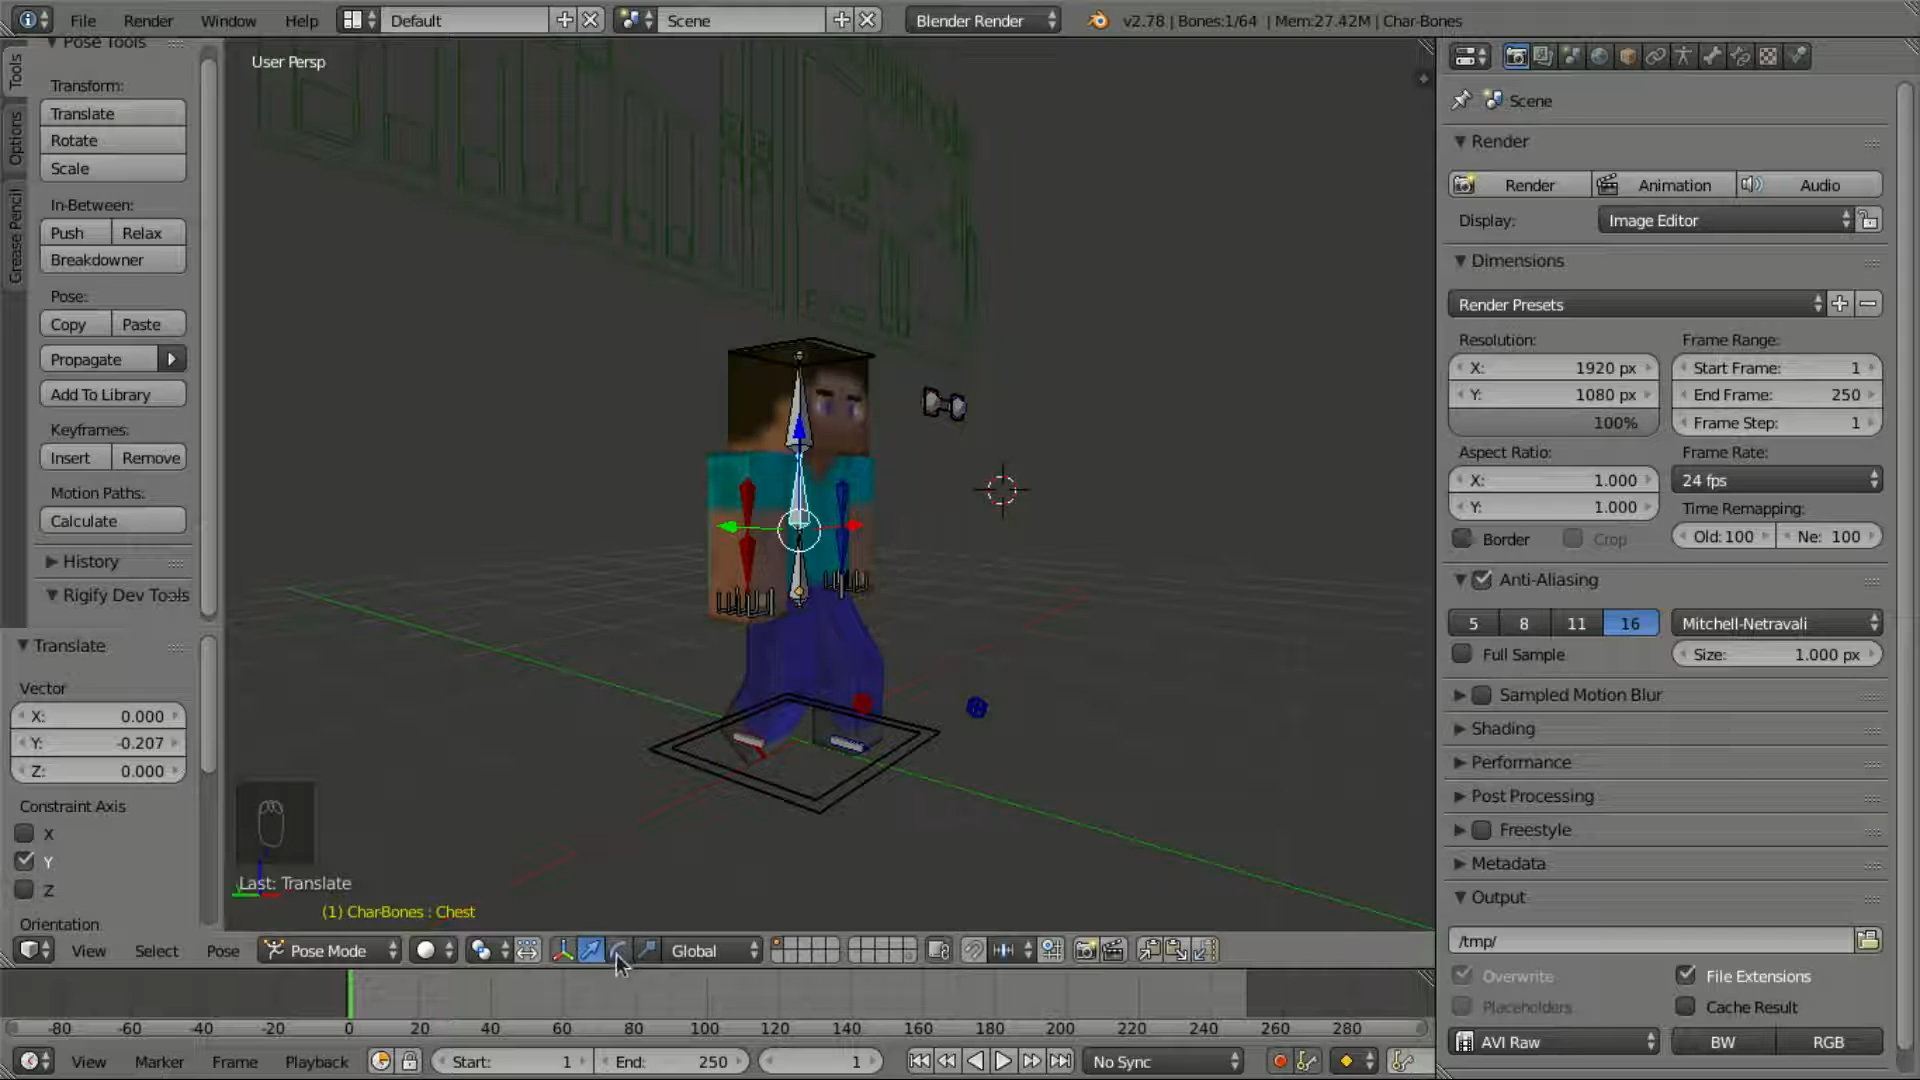 File Render Window Help Default Scene Blender Render v2.78 | Bones:1/64 | Mem:27.42M | Char-Bones
Pose Tools
Tools
Options
Grease Pencil
Transform:
Translate
Rotate
Scale
In-Between:
Push Relax
Breakdowner
Pose:
Copy Paste
Propagate
Add To Library
Keyframes:
Insert Remove
Motion Paths:
Calculate
History
Rigify Dev Tools
Translate
Vector
X: 0.000
Y: -0.207
Z: 0.000
Constraint Axis
X
Y
Z
Orientation
User Persp
Last: Translate
(1) Char-Bones : Chest
View Select Pose Pose Mode Global
-80 -60 -40 -20 0 20 40 60 80 100 120 140 160 180 200 220 240 260 280
View Marker Frame Playback Start: 1 End: 250 1 No Sync
Scene
Render
Render Animation Audio
Display: Image Editor
Dimensions
Render Presets
Resolution: Frame Range:
X: 1920 px Start Frame: 1
Y: 1080 px End Frame: 250
100% Frame Step: 1
Aspect Ratio: Frame Rate:
X: 1.000 24 fps
Y: 1.000 Time Remapping:
Border Crop Old: 100 Ne: 100
Anti-Aliasing
5 8 11 16 Mitchell-Netravali
Full Sample Size: 1.000 px
Sampled Motion Blur
Shading
Performance
Post Processing
Freestyle
Metadata
Output
/tmp/
Overwrite File Extensions
Placeholders Cache Result
AVI Raw BW RGB